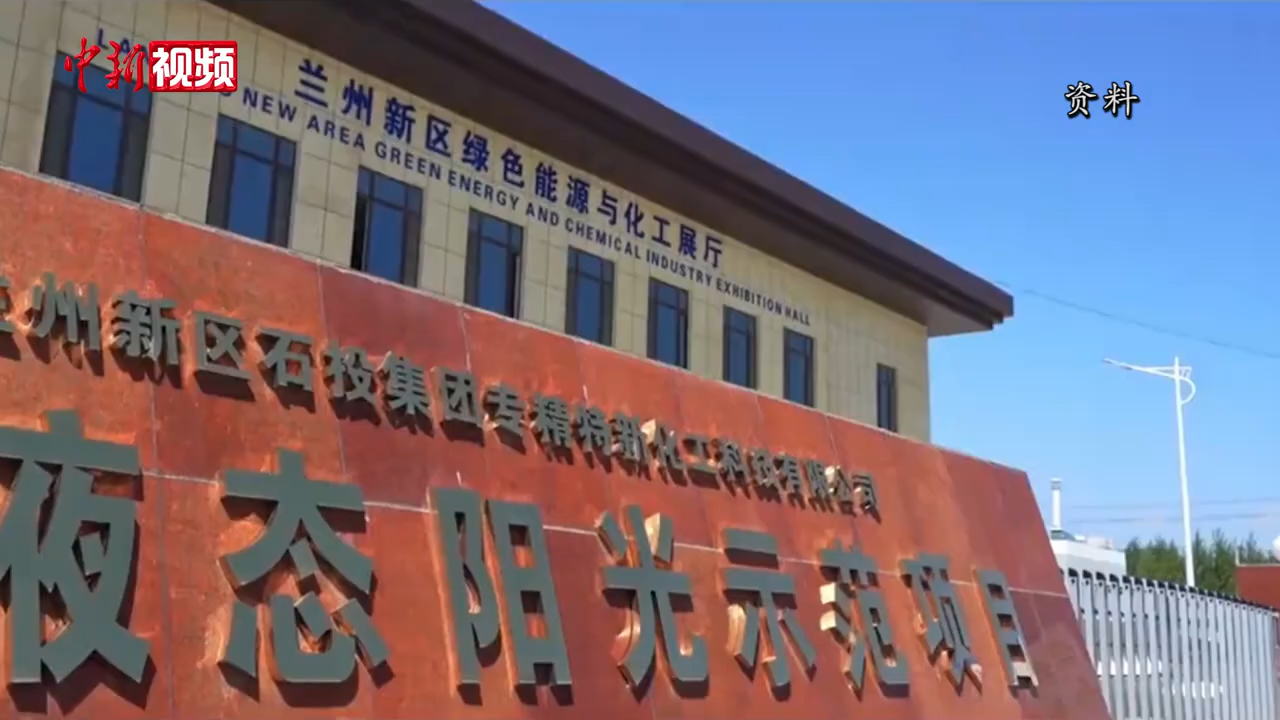 中新视频
资料
兰州新区绿色能源与化工展厅
NEW AREA GREEN ENERGY AND CHEMICAL INDUSTRY EXHIBITION HALL
兰州新区石投集团专精特新化工科技有限公司
液态阳光示范项目